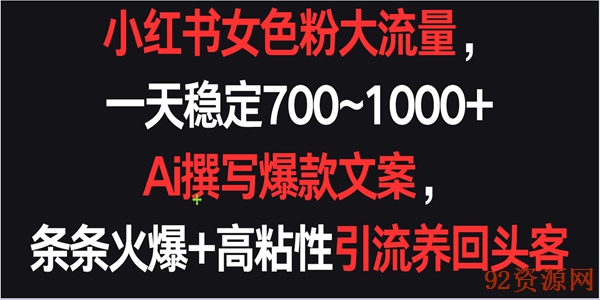 小红书女色粉大流量，
一天稳定700~1000+
Ai撰写爆款文案，
条条火爆+高粘性引流养回头客
92资源网